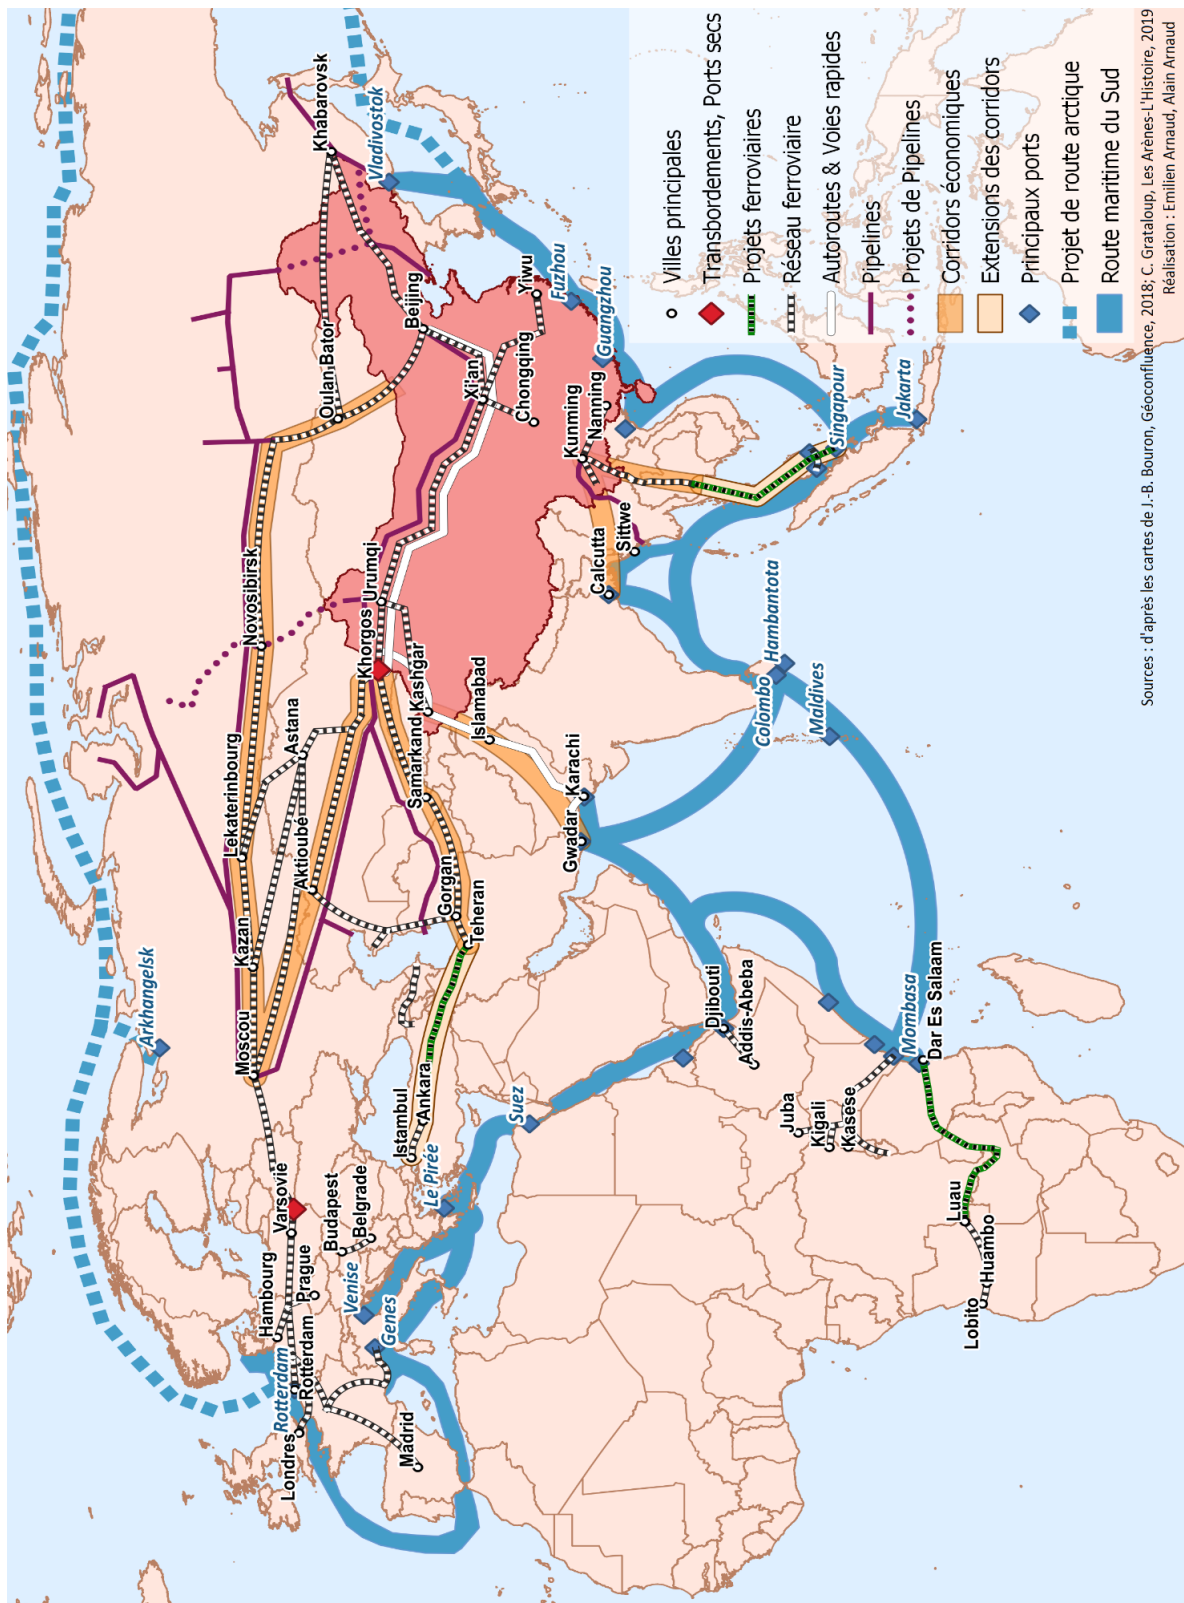 Arkhangelsk
Moscou
Kazan
Lekaterinbourg
Novosibirsk
Oulan Bator
Khabarovsk
Vladivostok
Londres
Rotterdam
Rotterdam
Hambourg
Prague
Varsovie
Budapest
Belgrade
Venise
Genes
Madrid
Aktioubé
Astana
Khorgos
Urumqi
Beijing
Xi'an
Chongqing
Yiwu
Fuzhou
Guangzhou
Istambul
Ankara
Le Pirée
Suez
Gorgan
Teheran
Samarkand
Kashgar
Islamabad
Karachi
Gwadar
Kunming
Nanning
Calcutta
Sittwe
Colombo
Hambantota
Maldives
Singapour
Jakarta
Djibouti
Addis-Abeba
Juba
Kigali
Kasese
Mombasa
Dar Es Salaam
Luau
Huambo
Lobito
Villes principales
Transbordements, Ports secs
Projets ferroviaires
Réseau ferroviaire
Autoroutes & Voies rapides
Pipelines
Projets de Pipelines
Corridors économiques
Extensions des corridors
Principaux ports
Projet de route arctique
Route maritime du Sud
Sources : d'après les cartes de J.-B. Bouron, Géoconfluence, 2018; C. Grataloup, Les Arènes-L'Histoire, 2019
Réalisation : Emilien Arnaud, Alain Arnaud